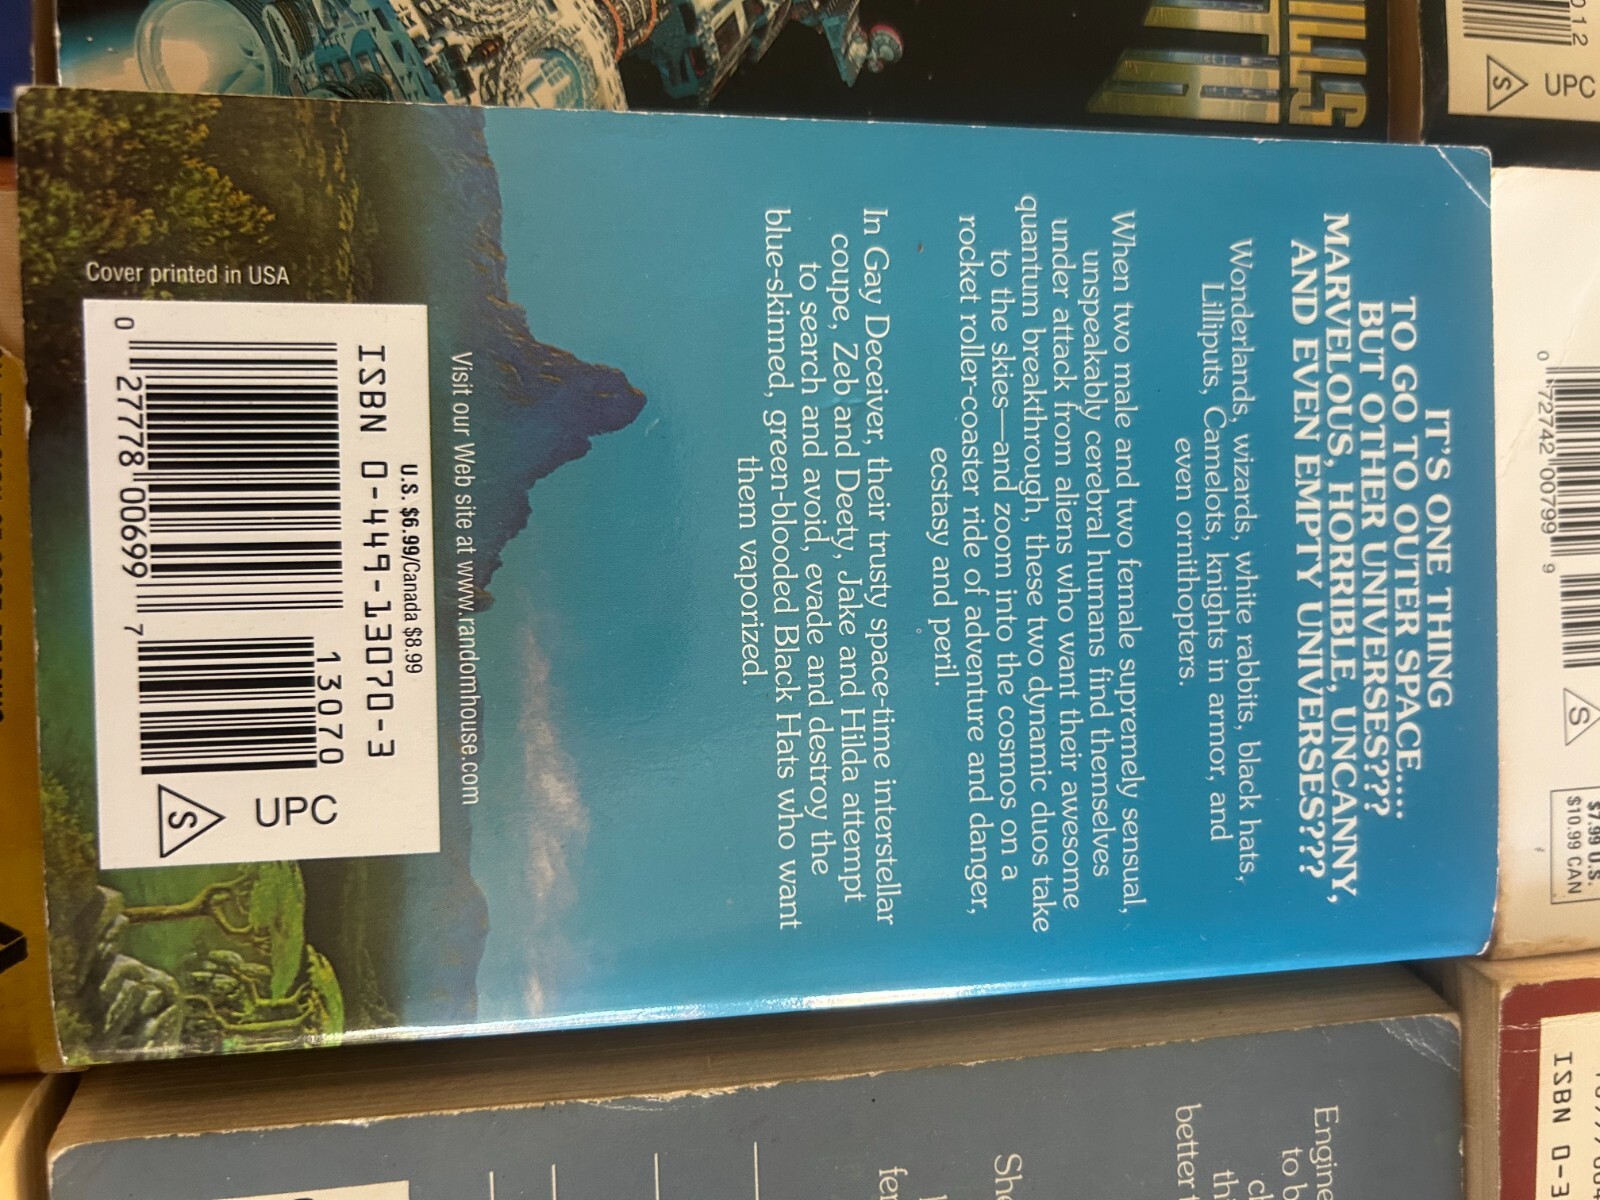 IT'S ONE THING
TO GO TO OUTER SPACE....
BUT OTHER UNIVERSES???
MARVELOUS, HORRIBLE, UNCANNY,
AND EVEN EMPTY UNIVERSES???
Wonderlands, wizards, white rabbits, black hats,
Lilliputs, Camelots, knights in armor, and
even ornithopters.
When two male and two female supremely sensual,
unspeakably cerebral humans find themselves
under attack from aliens who want their awesome
quantum breakthrough, these two dynamic duos take
to the skies—and zoom into the cosmos on a
rocket roller-coaster ride of adventure and danger,
ecstasy and peril.
In Gay Deceiver, their trusty space-time interstellar
coupe, Zeb and Deety, Jake and Hilda attempt
to search and avoid, evade and destroy the
blue-skinned, green-blooded Black Hats who want
them vaporized.
Visit our Web site at www.randomhouse.com
U.S. $6.99/Canada $8.99
ISBN 0-449-13070-3
13070
0 27778 00699 7
S UPC
Cover printed in USA
012
S UPC
0 72742 00799 9
S
$7.99 U.S.
$10.99 CAN
ISBN 0-3
Engine
to b
better